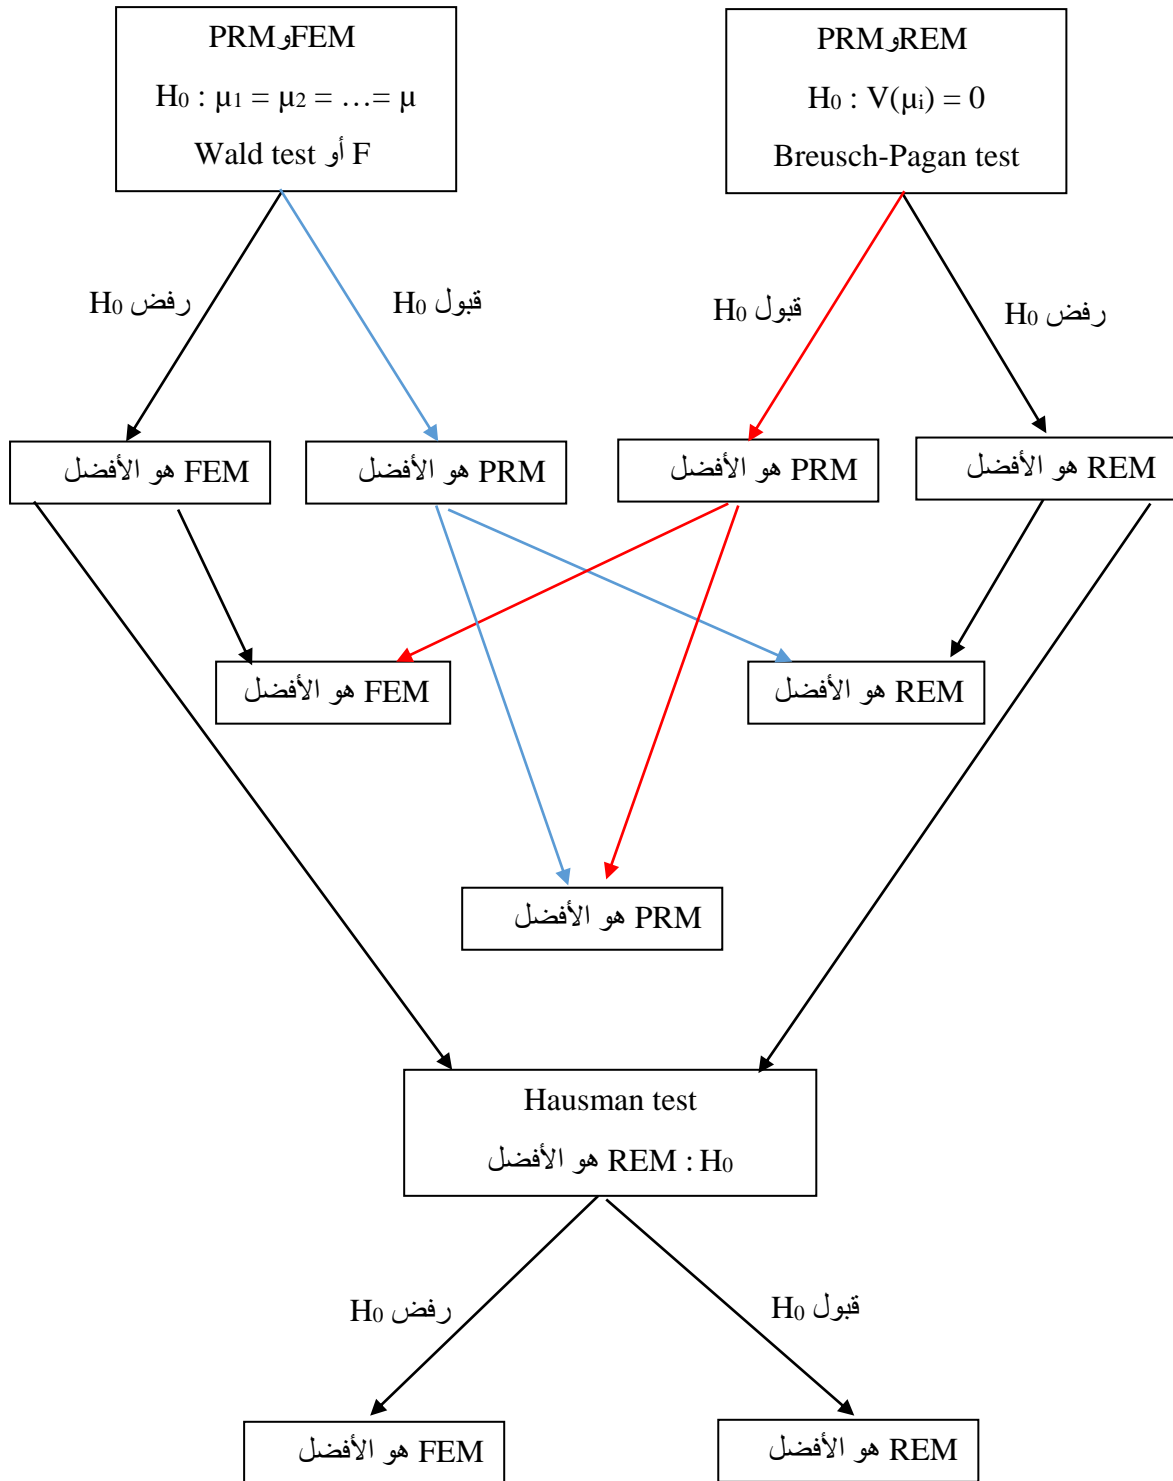 PRMوFEM
H₀ : µ₁ = µ₂ = …= µ
Wald test أو F
PRMوREM
H₀ : V(µᵢ) = 0
Breusch-Pagan test
رفض H₀
قبول H₀
قبول H₀
رفض H₀
FEM هو الأفضل
PRM هو الأفضل
PRM هو الأفضل
REM هو الأفضل
FEM هو الأفضل
REM هو الأفضل
PRM هو الأفضل
Hausman test
H₀ : REM هو الأفضل
رفض H₀
قبول H₀
FEM هو الأفضل
REM هو الأفضل